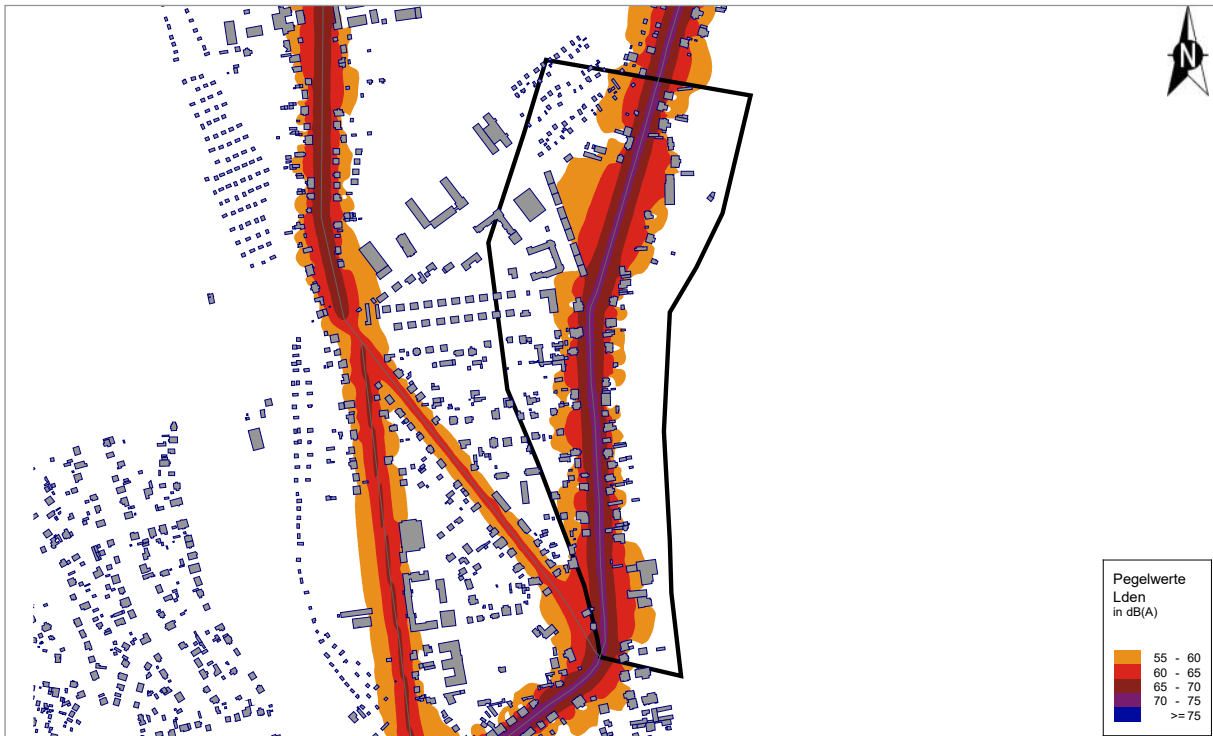 N
Pegelwerte
Lden
in dB(A)
55 - 60
60 - 65
65 - 70
70 - 75
>= 75